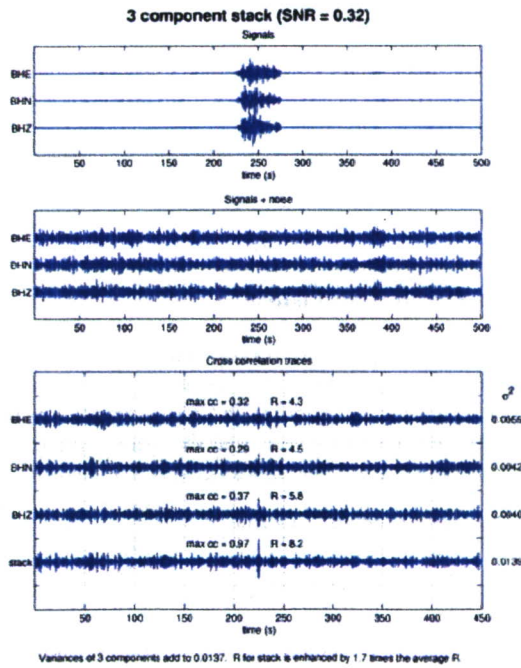 3 component stack (SNR = 0.32)
Signals
BHE
BHN
BHZ
50 100 150 200 250 300 350 400 450 500
time (s)
Signals + noise
BHE
BHN
BHZ
50 100 150 200 250 300 350 400 450 500
time (s)
Cross correlation traces
σ²
max cc = 0.32 R = 4.3
BHE
max cc = 0.29 R = 4.5
BHN 0.0042
max cc = 0.37 R = 5.8
BHZ
max cc = 0.97 R = 8.2
stack
50 100 150 200 250 300 350 400 450
time (s)
Variances of 3 components add to 0.0137. R for stack is enhanced by 1.7 times the average R.